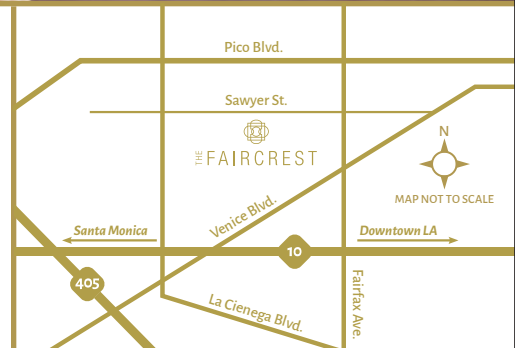 Pico Blvd.
Sawyer St.
THE FAIRCREST
N
MAP NOT TO SCALE
Venice Blvd.
Santa Monica
Downtown LA
10
405
La Cienega Blvd.
Fairfax Ave.